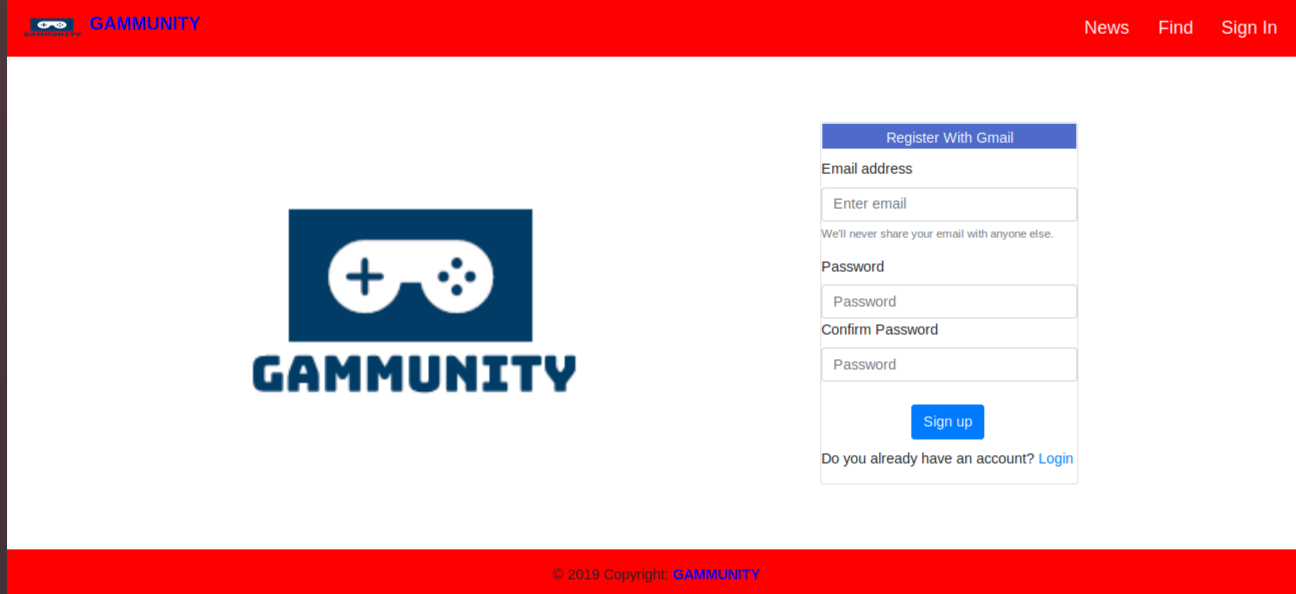 GAMMUNITY GAMMUNITY
News Find Sign In
Register With Gmail
Email address
Enter email
We'll never share your email with anyone else.
Password
Password
Confirm Password
Password
Sign up
Do you already have an account? Login
GAMMUNITY
© 2019 Copyright: GAMMUNITY